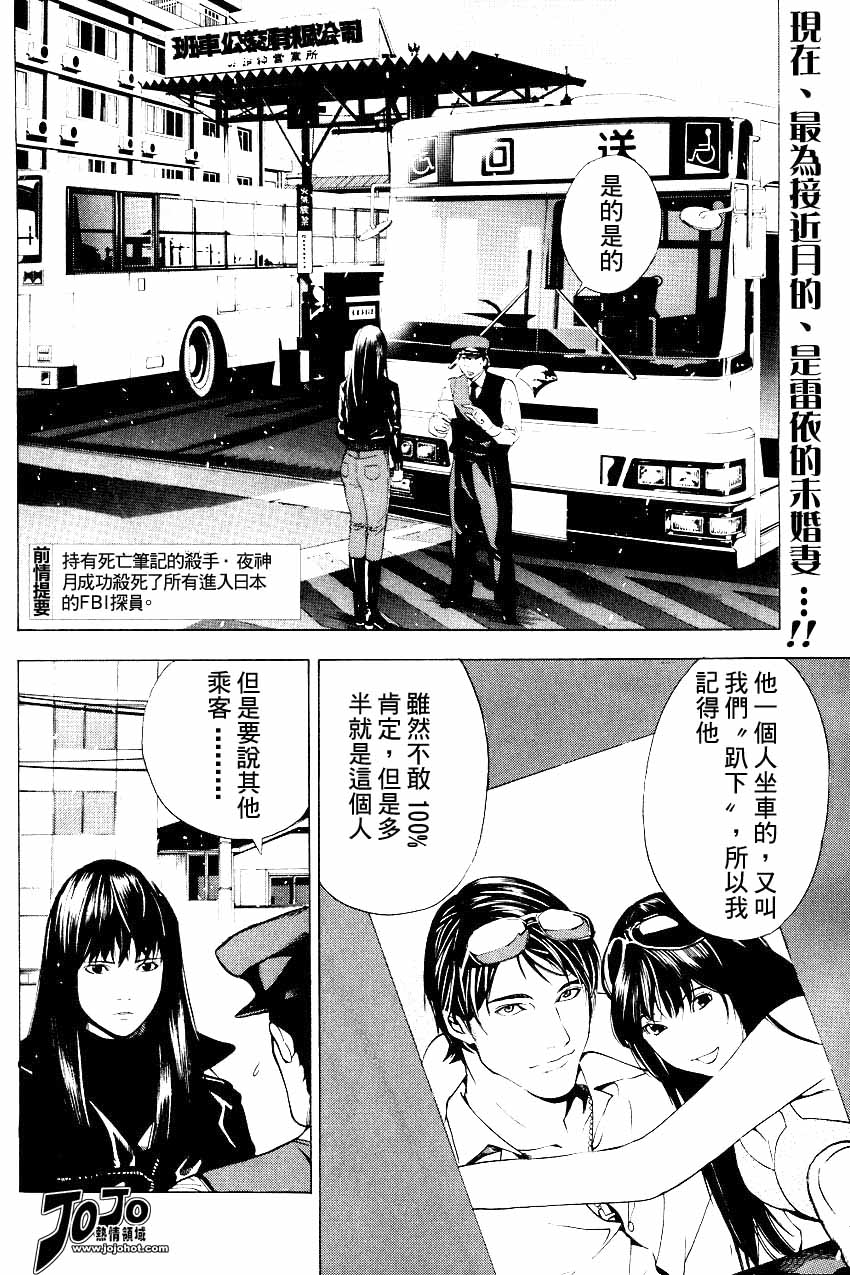 現在、最為接近月的、是雷依的未婚妻…!!
班車公
営業所
回送
是的是的
前情提要
持有死亡筆記的殺手·夜神
月成功殺死了所有進入日本
的FBI探員。
他一個人坐車的，又叫
我們〝趴下〞，所以我
記得他
雖然不敢100%
肯定，但是多
半就是這個人
但是要說其他
乘客………
JOJO
熱情領域
www.jojohot.com